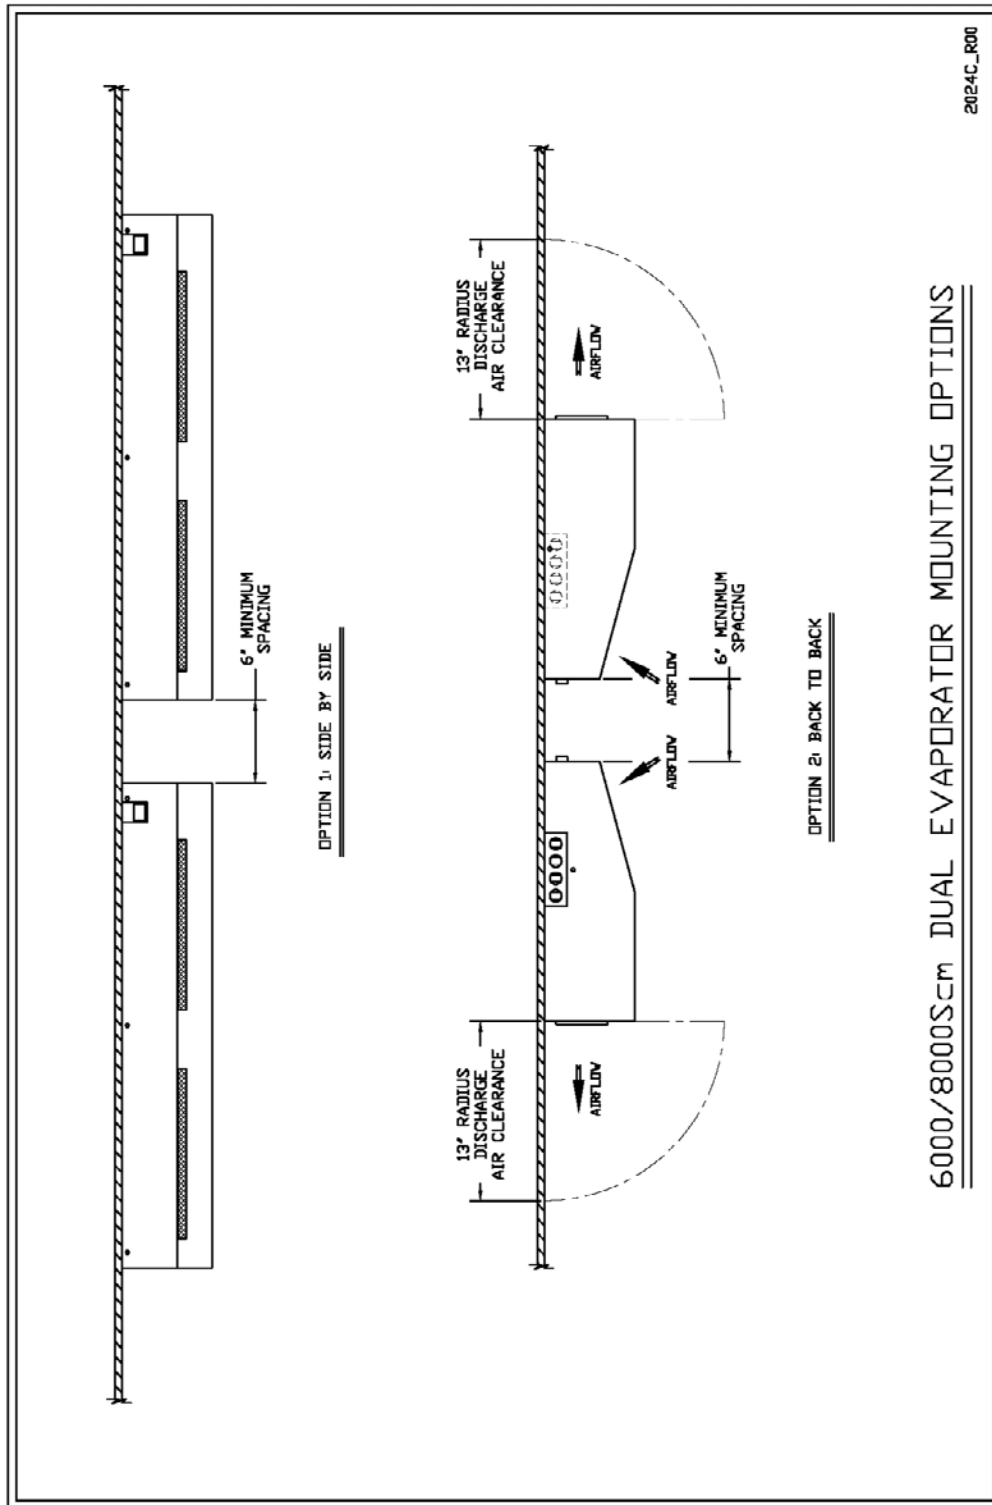 6" MINIMUM
SPACING
OPTION 1: SIDE BY SIDE
13" RADIUS
DISCHARGE
AIR CLEARANCE
AIRFLOW
AIRFLOW
AIRFLOW
13" RADIUS
DISCHARGE
AIR CLEARANCE
AIRFLOW
6" MINIMUM
SPACING
OPTION 2: BACK TO BACK
6000/8000Scm DUAL EVAPORATOR MOUNTING OPTIONS
2024C_R00